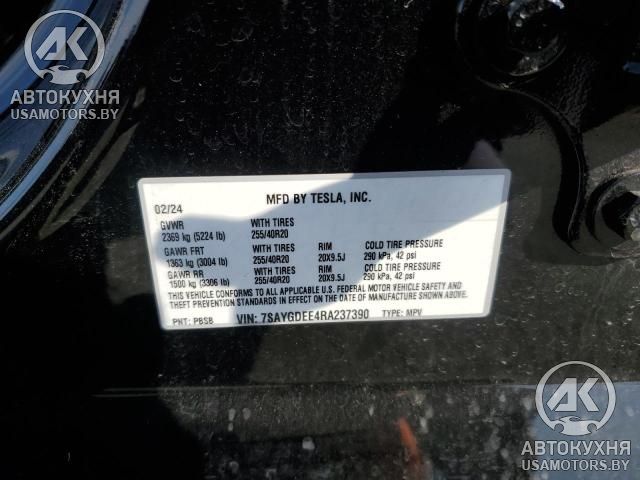 AK
АВТОКУХНЯ
USAMOTORS.BY
MFD BY TESLA, INC.
02/24
GVWR WITH TIRES
2369 kg (5224 lb) 255/40R20
GAWR FRT WITH TIRES RIM COLD TIRE PRESSURE
1363 kg (3004 lb) 255/40R20 20X9.5J 290 kPa, 42 psi
GAWR RR WITH TIRES RIM COLD TIRE PRESSURE
1500 kg (3306 lb) 255/40R20 20X9.5J 290 kPa, 42 psi
THIS VEHICLE CONFORMS TO ALL APPLICABLE U.S. FEDERAL MOTOR VEHICLE SAFETY AND
THEFT PREVENTION STANDARDS IN EFFECT ON THE DATE OF MANUFACTURE SHOWN ABOVE.
PNT: PBSB VIN: 7SAYGDEE4RA237390 TYPE: MPV
AK
АВТОКУХНЯ
USAMOTORS.BY